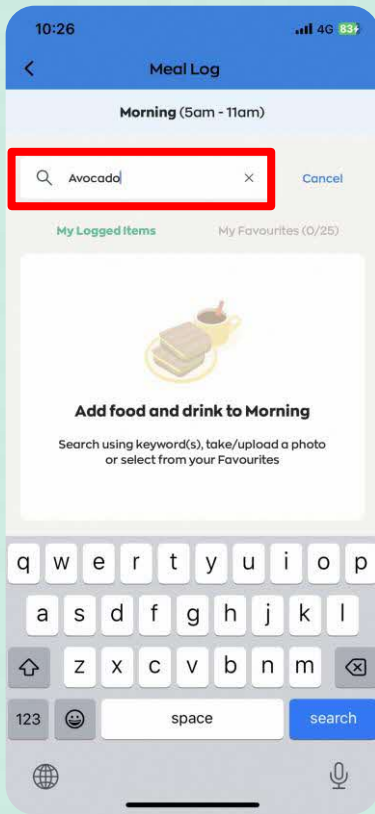 10:26 4G 83
Meal Log
Morning (5am - 11am)
Avocado Cancel
My Logged Items My Favourites (0/25)
Add food and drink to Morning
Search using keyword(s), take/upload a photo
or select from your Favourites
q w e r t y u i o p
a s d f g h j k l
z x c v b n m
123 space search